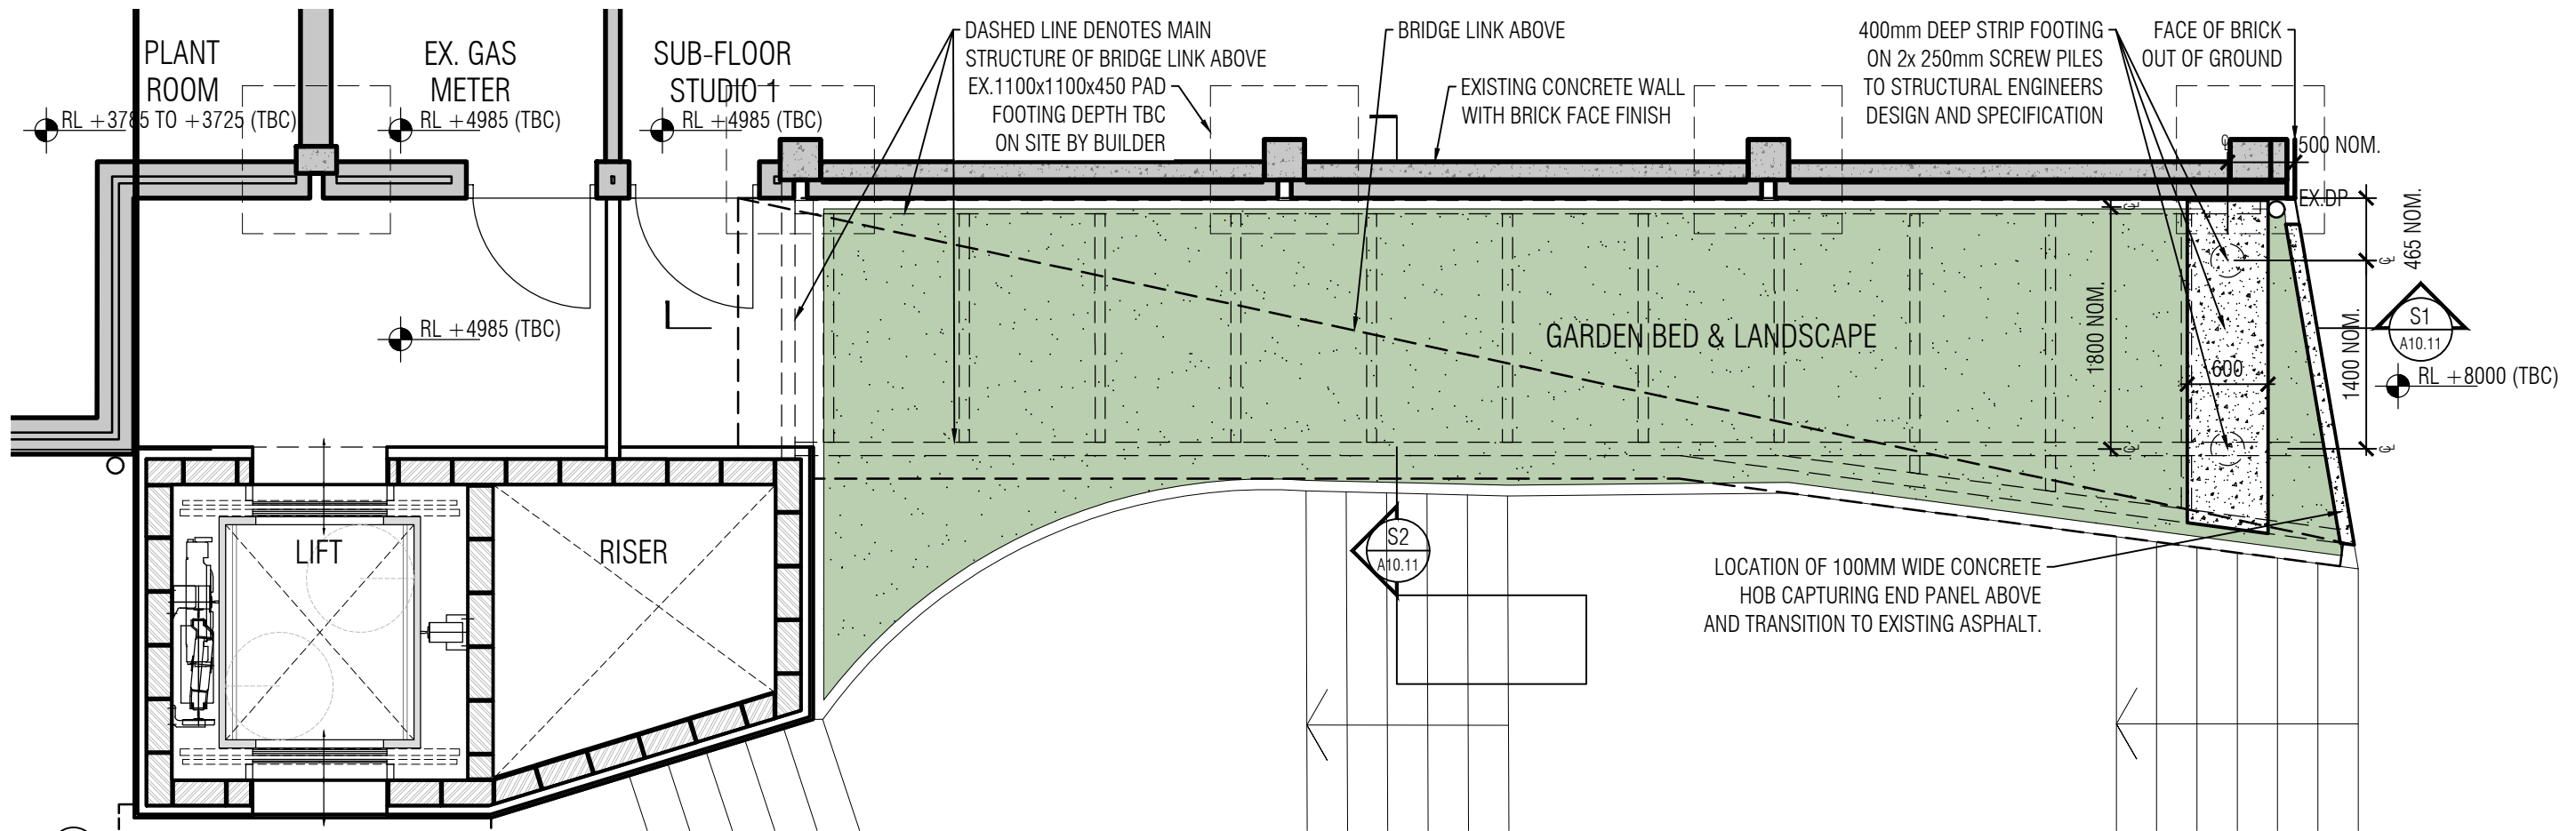 PLANT
ROOM
RL +3785 TO +3725 (TBC)
EX. GAS
METER
RL +4985 (TBC)
SUB-FLOOR
STUDIO 1
RL +4985 (TBC)
DASHED LINE DENOTES MAIN
STRUCTURE OF BRIDGE LINK ABOVE
EX.1100x1100x450 PAD
FOOTING DEPTH TBC
ON SITE BY BUILDER
BRIDGE LINK ABOVE
EXISTING CONCRETE WALL
WITH BRICK FACE FINISH
400mm DEEP STRIP FOOTING
ON 2x 250mm SCREW PILES
TO STRUCTURAL ENGINEERS
DESIGN AND SPECIFICATION
FACE OF BRICK
OUT OF GROUND
500 NOM.
EX.DP
465 NOM.
RL +4985 (TBC)
GARDEN BED & LANDSCAPE
1800 NOM.
600
1400 NOM.
S1
A10.11
RL +8000 (TBC)
LIFT
RISER
S2
A10.11
LOCATION OF 100MM WIDE CONCRETE
HOB CAPTURING END PANEL ABOVE
AND TRANSITION TO EXISTING ASPHALT.